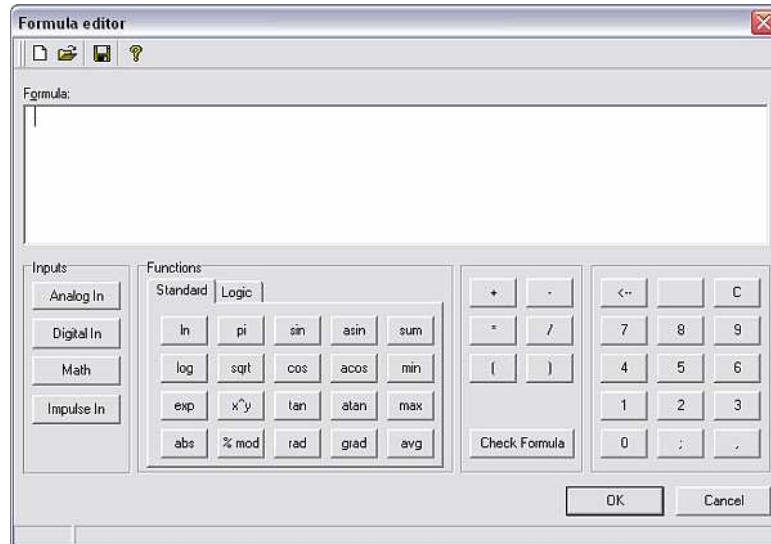 Formula editor
Formula:
Inputs
Analog In
Digital In
Math
Impulse In
Functions
Standard Logic
ln pi sin asin sum
log sqrt cos acos min
exp x^y tan atan max
abs % mod rad grad avg
+ -
* /
( )
Check Formula
<-- C
7 8 9
4 5 6
1 2 3
0 ; ,
OK Cancel